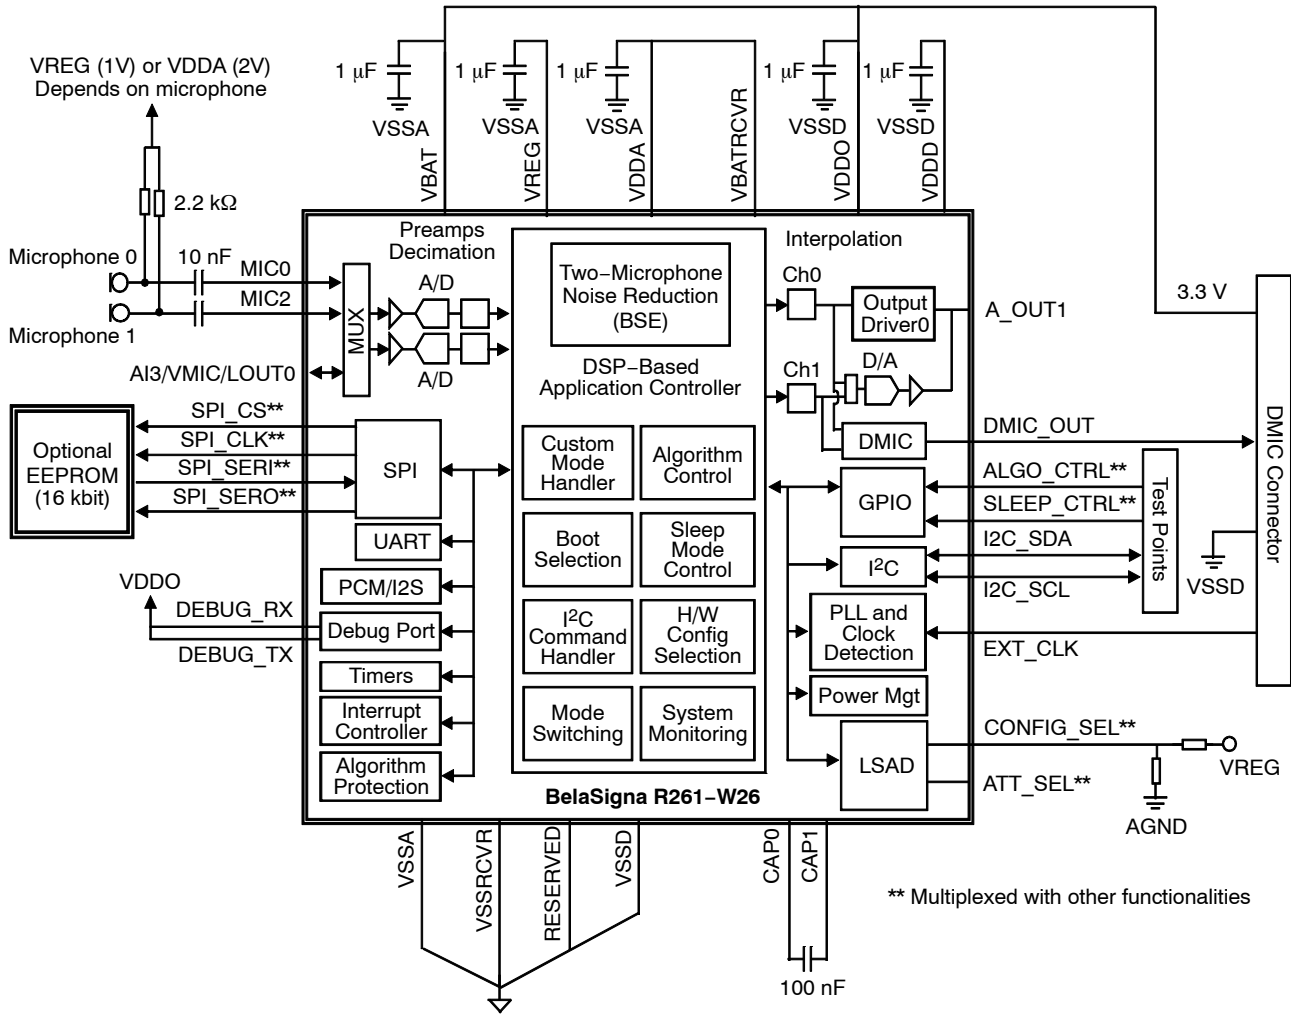 VREG (1V) or VDDA (2V)
Depends on microphone
1 µF
1 µF
1 µF
1 µF
1 µF
VSSA
VSSA
VSSA
VSSD
VSSD
VBAT
VREG
VDDA
VBATRCVR
VDDO
VDDD
2.2 kΩ
Microphone 0
10 nF
MIC0
MIC2
Microphone 1
AI3/VMIC/LOUT0
MUX
Preamps
Decimation
A/D
A/D
Two−Microphone
Noise Reduction
(BSE)
DSP−Based
Application Controller
Interpolation
Ch0
Ch1
Output
Driver0
D/A
DMIC
A_OUT1
3.3 V
DMIC_OUT
DMIC Connector
Optional
EEPROM
(16 kbit)
SPI_CS**
SPI_CLK**
SPI_SERI**
SPI_SERO**
SPI
UART
PCM/I2S
Debug Port
Timers
Interrupt
Controller
Algorithm
Protection
VDDO
DEBUG_RX
DEBUG_TX
Custom
Mode
Handler
Algorithm
Control
Boot
Selection
Sleep
Mode
Control
I²C
Command
Handler
H/W
Config
Selection
Mode
Switching
System
Monitoring
BelaSigna R261−W26
GPIO
I²C
PLL and
Clock
Detection
Power Mgt
LSAD
ALGO_CTRL**
SLEEP_CTRL**
I2C_SDA
I2C_SCL
Test Points
VSSD
EXT_CLK
CONFIG_SEL**
ATT_SEL**
VREG
AGND
VSSA
VSSRCVR
RESERVED
VSSD
CAP0
CAP1
100 nF
** Multiplexed with other functionalities